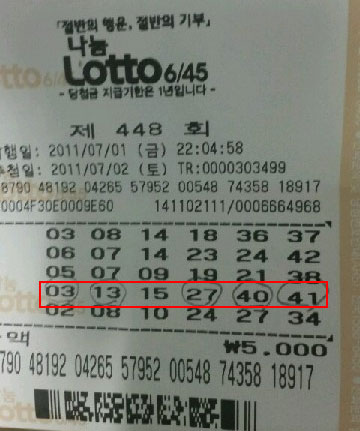 「절반의 행운, 절반의 기부」
나눔
Lotto 6/45
- 당첨금 지급기한은 1년입니다 -
제 448 회
행일: 2011/07/01 (금) 22:04:58
첨일: 2011/07/02 (토) TR:0000303499
8790 48192 04265 57952 00548 74358 18917
0004F30E0009E60 141102111/0006664968
03 08 14 18 36 37
06 07 14 23 24 42
05 07 09 19 21 38
03 13 15 27 40 41
02 08 10 24 27 34
액 ₩5.000
790 48192 04265 57952 00548 74358 18917